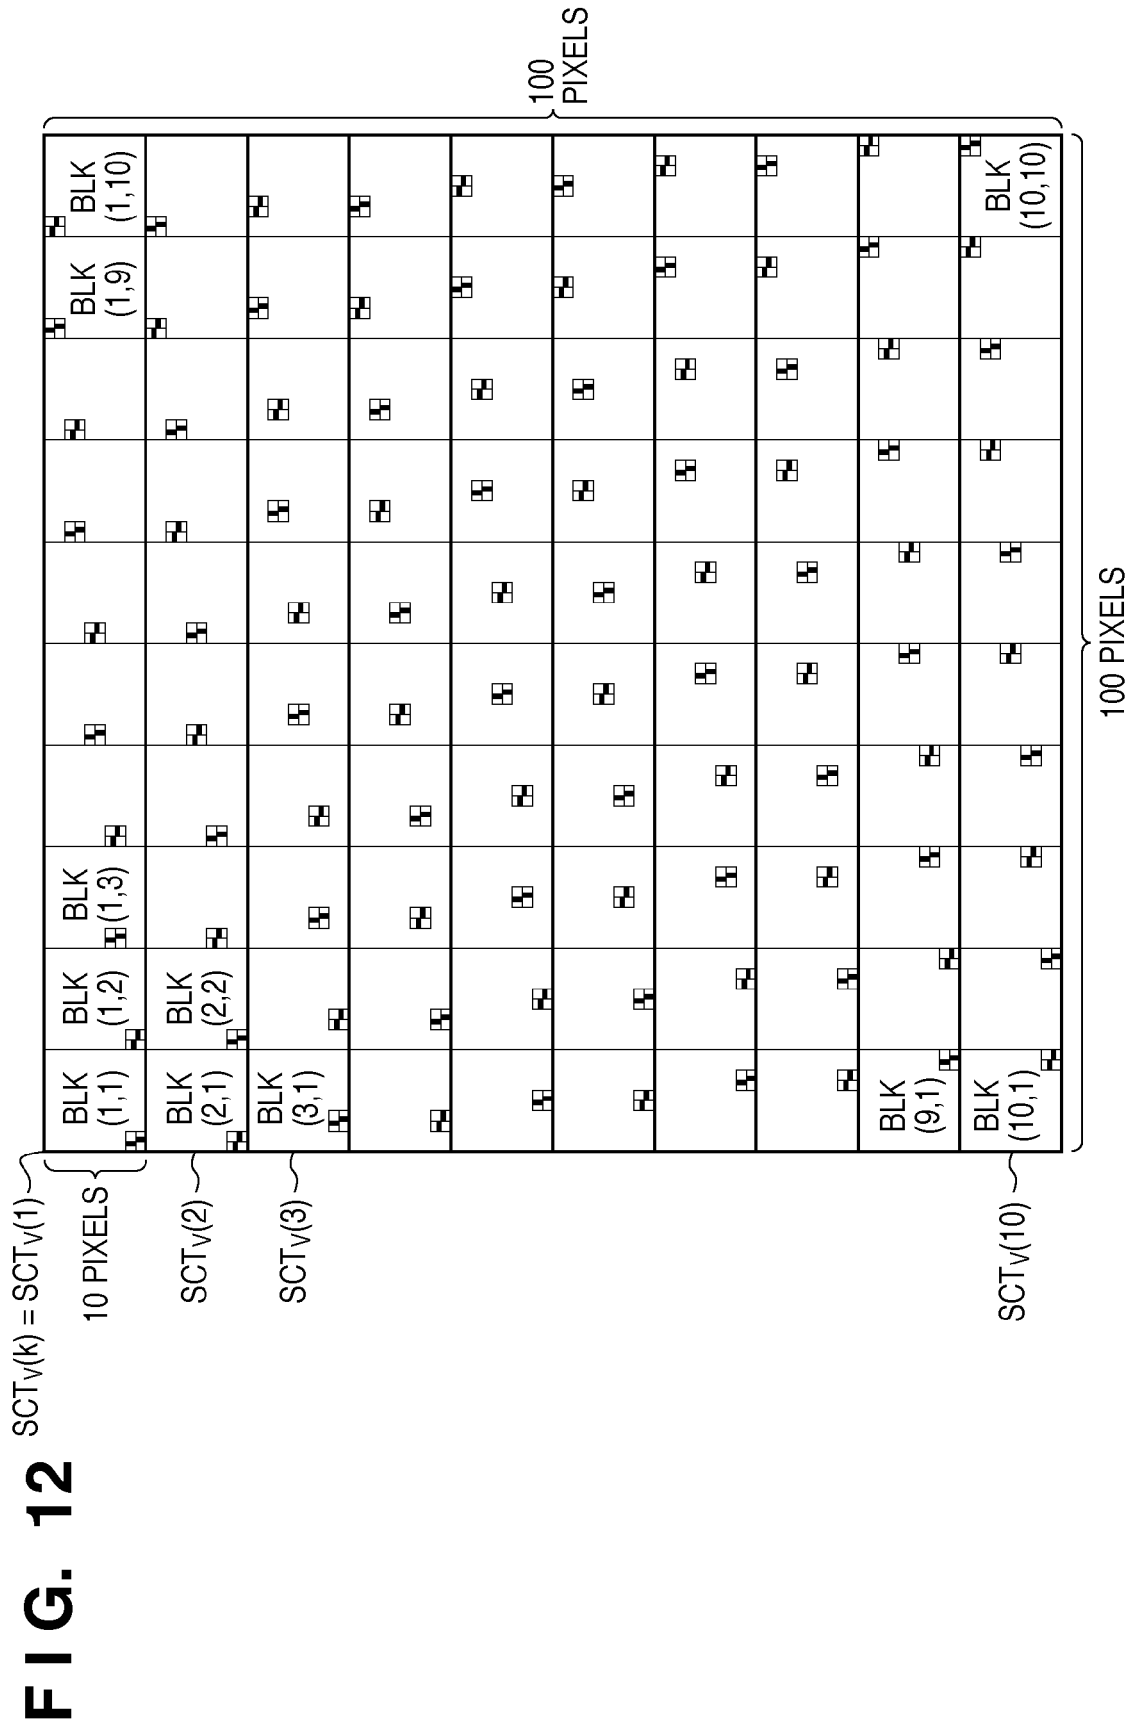 FIG. 12
SCTV(k) = SCTV(1)
10 PIXELS
SCTV(2)
SCTV(3)
SCTV(10)
BLK
(1,1)
BLK
(1,2)
BLK
(1,3)
BLK
(1,9)
BLK
(1,10)
BLK
(2,1)
BLK
(2,2)
BLK
(3,1)
BLK
(9,1)
BLK
(10,1)
BLK
(10,10)
100
PIXELS
100 PIXELS